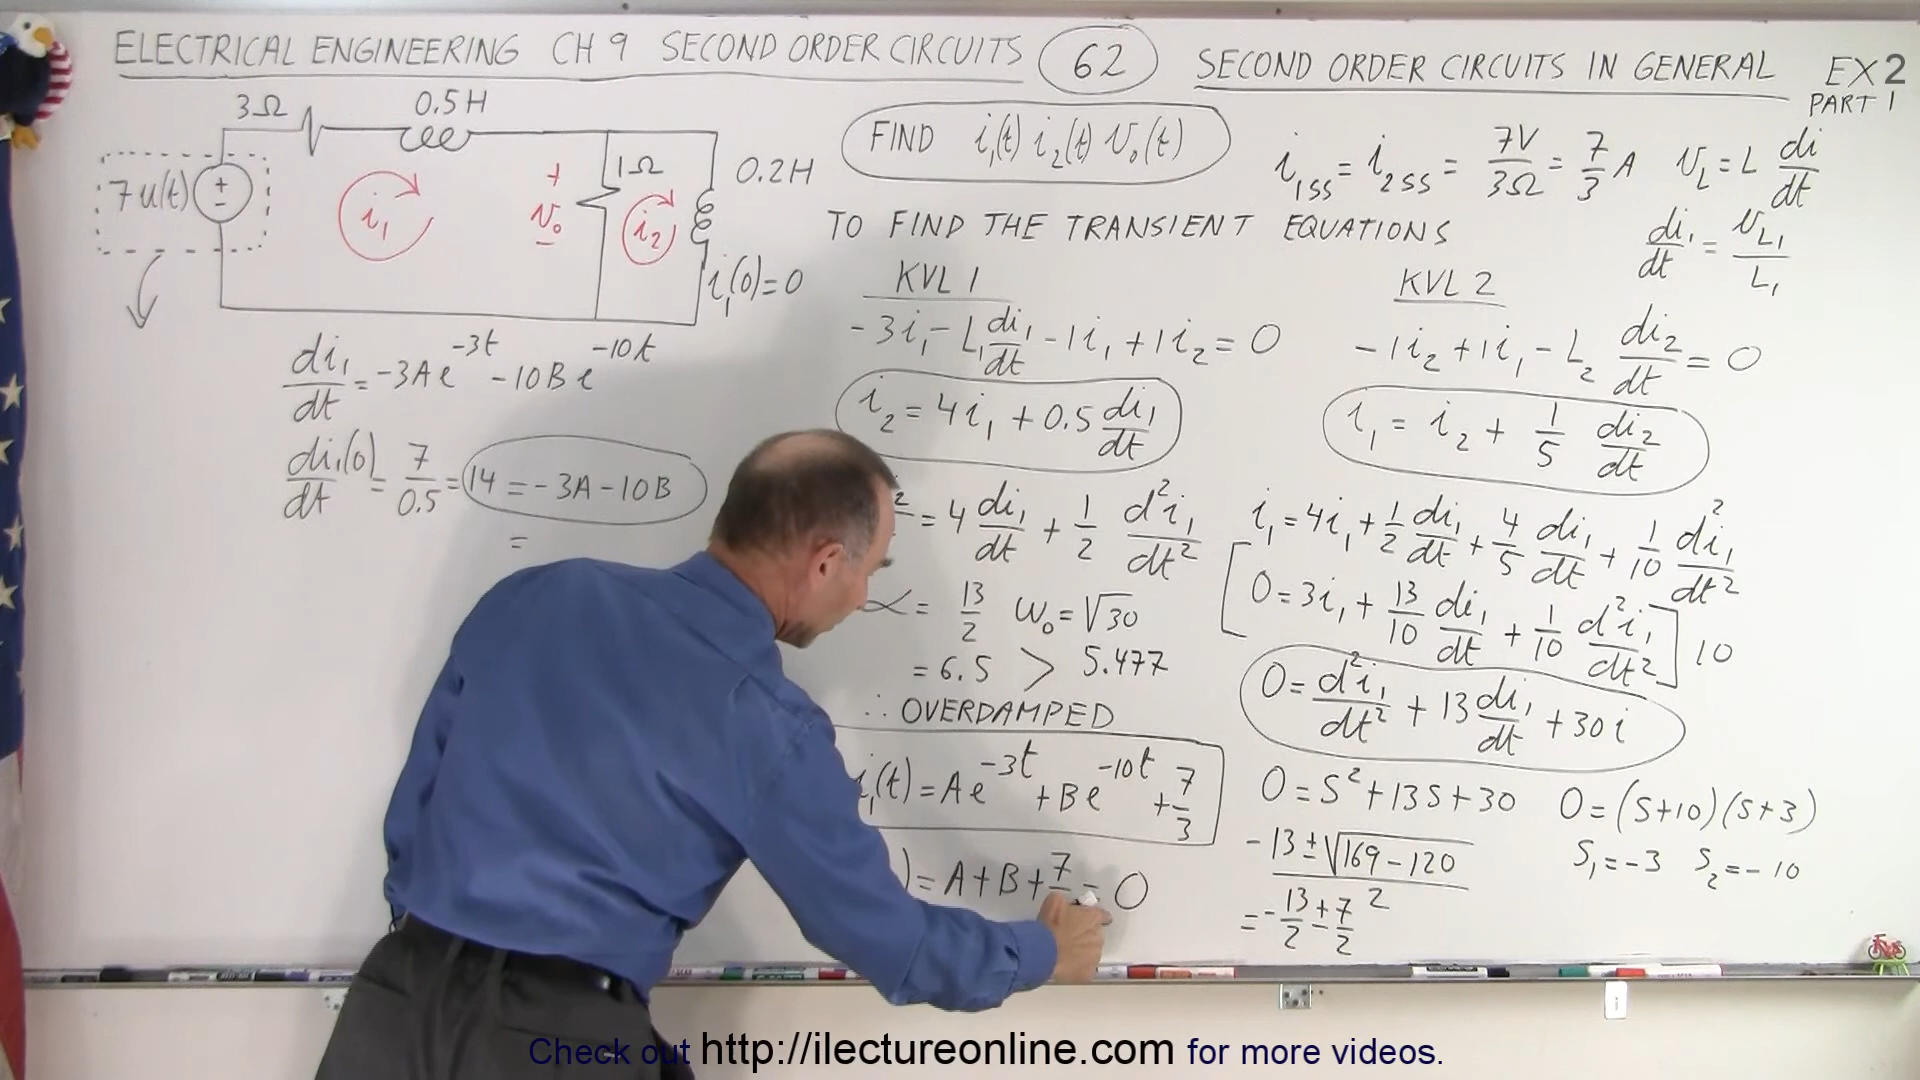 ELECTRICAL ENGINEERING CH 9 SECOND ORDER CIRCUITS 62 SECOND ORDER CIRCUITS IN GENERAL EX 2
PART 1
3Ω 0.5H
7u(t) + - i₁ + v₀ - 1Ω i₂ 0.2H
i₁(0)=0
FIND i₁(t) i₂(t) v₀(t)
i₁ss = i₂ss = 7V/3Ω = 7/3 A
v_L = L di/dt
di₁/dt = v_L₁/L₁
TO FIND THE TRANSIENT EQUATIONS
KVL 1
-3i₁ - L₁ di₁/dt - 1i₁ + 1i₂ = 0
i₂ = 4i₁ + 0.5 di₁/dt
= 4 di₁/dt + 1/2 d²i₁/dt²
α = 13/2 ω₀ = √30
= 6.5 > 5.477
∴ OVERDAMPED
i₁(t) = Ae^-3t + Be^-10t + 7/3
) = A + B + 7/ = 0
KVL 2
-1i₂ + 1i₁ - L₂ di₂/dt = 0
i₁ = i₂ + 1/5 di₂/dt
i₁ = 4i₁ + 1/2 di₁/dt + 4/5 di₁/dt + 1/10 d²i₁/dt²
[0 = 3i₁ + 13/10 di₁/dt + 1/10 d²i₁/dt²] 10
0 = d²i₁/dt² + 13 di₁/dt + 30i
0 = S² + 13S + 30 0 = (S+10)(S+3)
(-13 ± √(169-120))/2 S₁ = -3 S₂ = -10
= -13/2 ± 7/2
di₁/dt = -3Ae^-3t - 10Be^-10t
di₁(0)/dt = 7/0.5 = 14 = -3A - 10B
=
Check out http://ilectureonline.com for more videos.